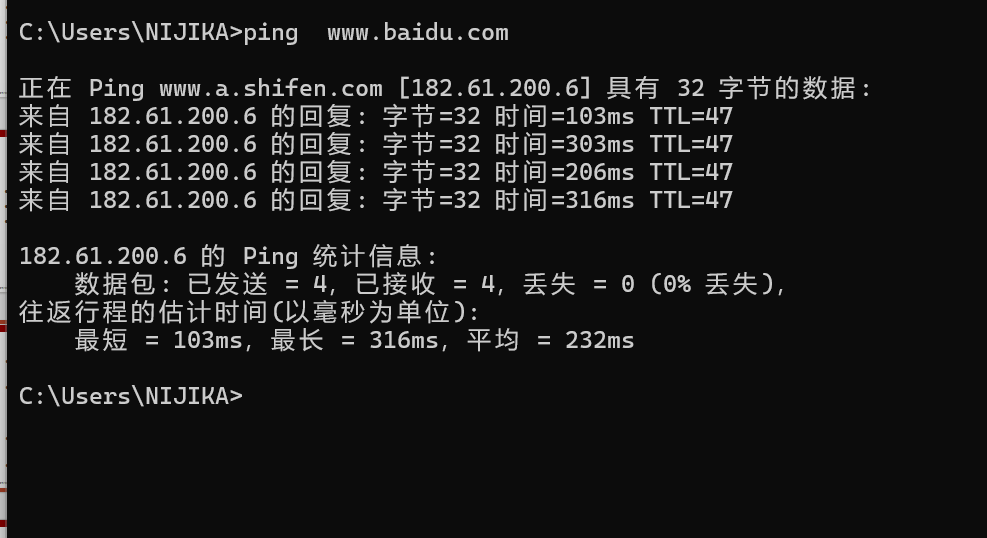 C:\Users\NIJIKA>ping  www.baidu.com
正在 Ping www.a.shifen.com [182.61.200.6] 具有 32 字节的数据:
来自 182.61.200.6 的回复: 字节=32 时间=103ms TTL=47
来自 182.61.200.6 的回复: 字节=32 时间=303ms TTL=47
来自 182.61.200.6 的回复: 字节=32 时间=206ms TTL=47
来自 182.61.200.6 的回复: 字节=32 时间=316ms TTL=47
182.61.200.6 的 Ping 统计信息:
数据包: 已发送 = 4，已接收 = 4，丢失 = 0 (0% 丢失)，
往返行程的估计时间(以毫秒为单位):
最短 = 103ms，最长 = 316ms，平均 = 232ms
C:\Users\NIJIKA>